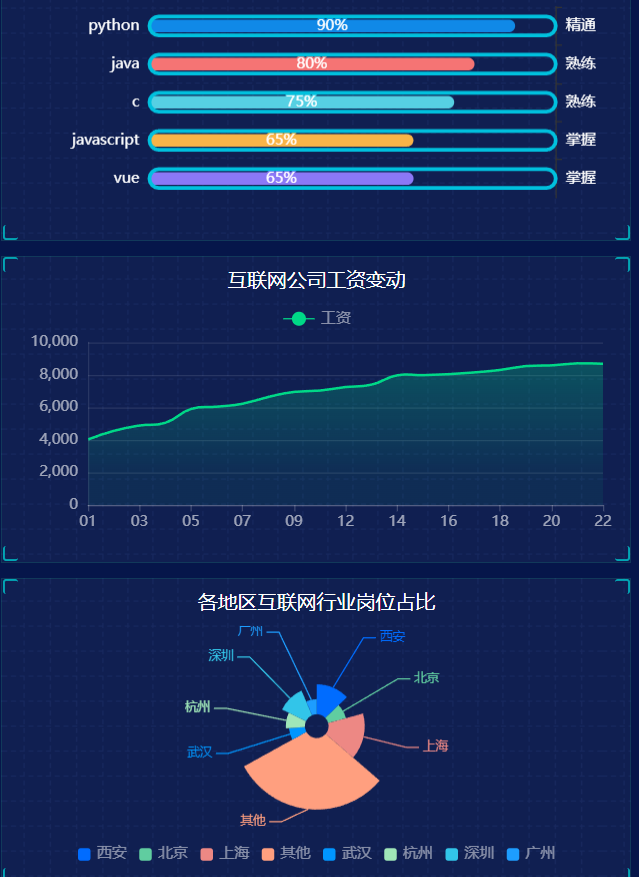 python 90% 精通
java 80% 熟练
c 75% 熟练
javascript 65% 掌握
vue 65% 掌握
互联网公司工资变动
工资
10,000
8,000
6,000
4,000
2,000
0
01 03 05 07 09 12 14 16 18 20 22
各地区互联网行业岗位占比
广州
西安
深圳
北京
杭州
上海
武汉
其他
西安 北京 上海 其他 武汉 杭州 深圳 广州